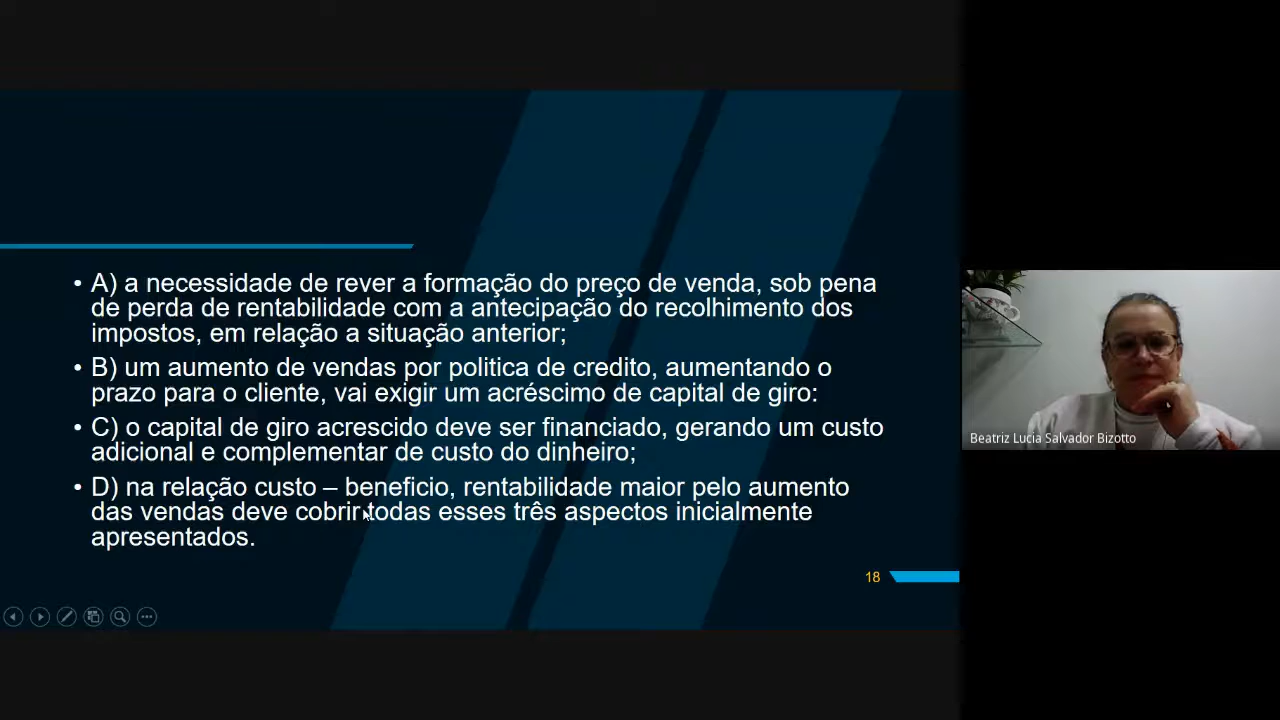 • A) a necessidade de rever a formação do preço de venda, sob pena
de perda de rentabilidade com a antecipação do recolhimento dos
impostos, em relação a situação anterior;
• B) um aumento de vendas por politica de credito, aumentando o
prazo para o cliente, vai exigir um acréscimo de capital de giro:
• C) o capital de giro acrescido deve ser financiado, gerando um custo
adicional e complementar de custo do dinheiro;
• D) na relação custo – beneficio, rentabilidade maior pelo aumento
das vendas deve cobrir todas esses três aspectos inicialmente
apresentados.
18
Beatriz Lucia Salvador Bizotto